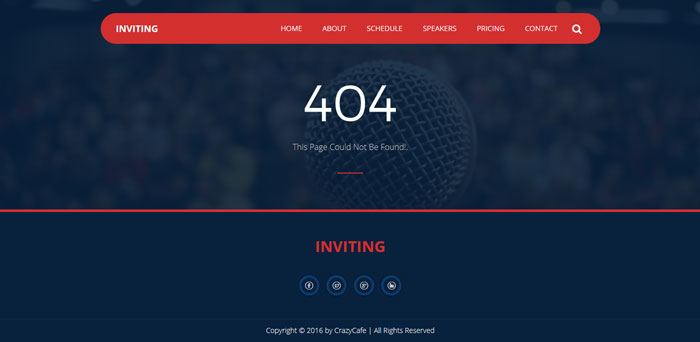 INVITING
HOME ABOUT SCHEDULE SPEAKERS PRICING CONTACT
404
This Page Could Not Be Found!.
INVITING
Copyright © 2016 by CrazyCafe | All Rights Reserved